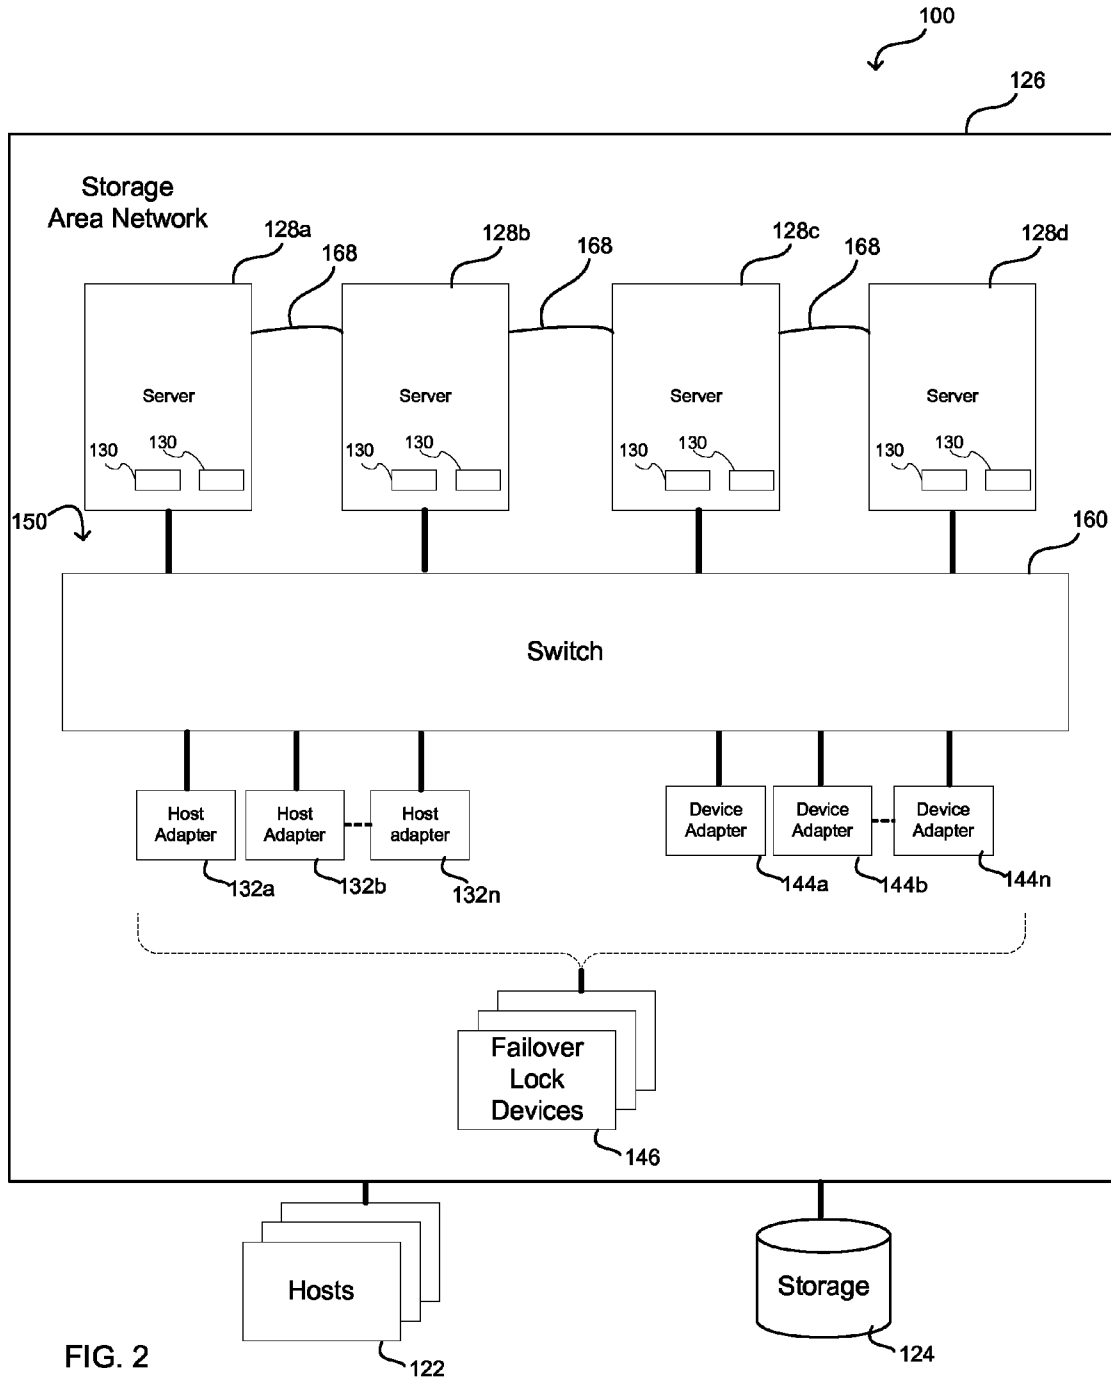 100
126
Storage
Area Network
128a
168
128b
168
128c
168
128d
Server
Server
Server
Server
130
130
130
130
130
130
130
130
150
160
Switch
Host
Adapter
Host
Adapter
Host
adapter
Device
Adapter
Device
Adapter
Device
Adapter
132a
132b
132n
144a
144b
144n
Failover
Lock
Devices
146
Hosts
Storage
122
124
FIG. 2